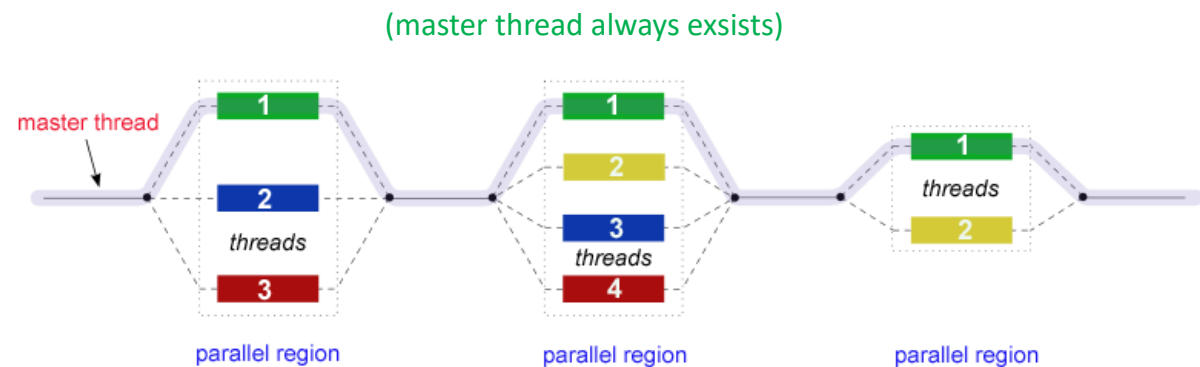 (master thread always exsists)
master thread
1
2
threads
3
parallel region
1
2
3
threads
4
parallel region
1
threads
2
parallel region